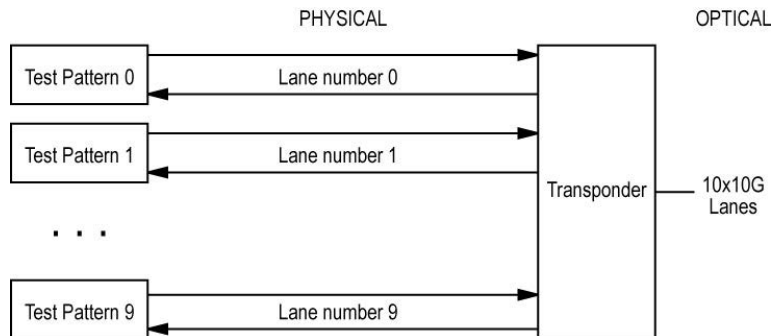 PHYSICAL
OPTICAL
Test Pattern 0
Lane number 0
Test Pattern 1
Lane number 1
Transponder
10x10G
Lanes
. . .
Test Pattern 9
Lane number 9